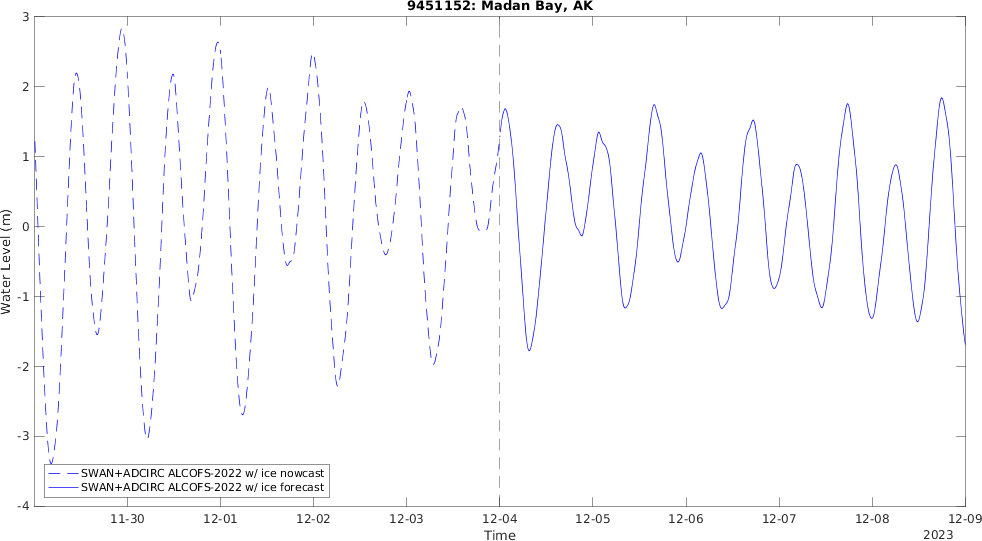 9451152: Madan Bay, AK
3
2
1
0
-1
-2
-3
-4
Water Level (m)
SWAN+ADCIRC ALCOFS-2022 w/ ice nowcast
SWAN+ADCIRC ALCOFS-2022 w/ ice forecast
11-30 12-01 12-02 12-03 12-04 12-05 12-06 12-07 12-08 12-09
Time
2023